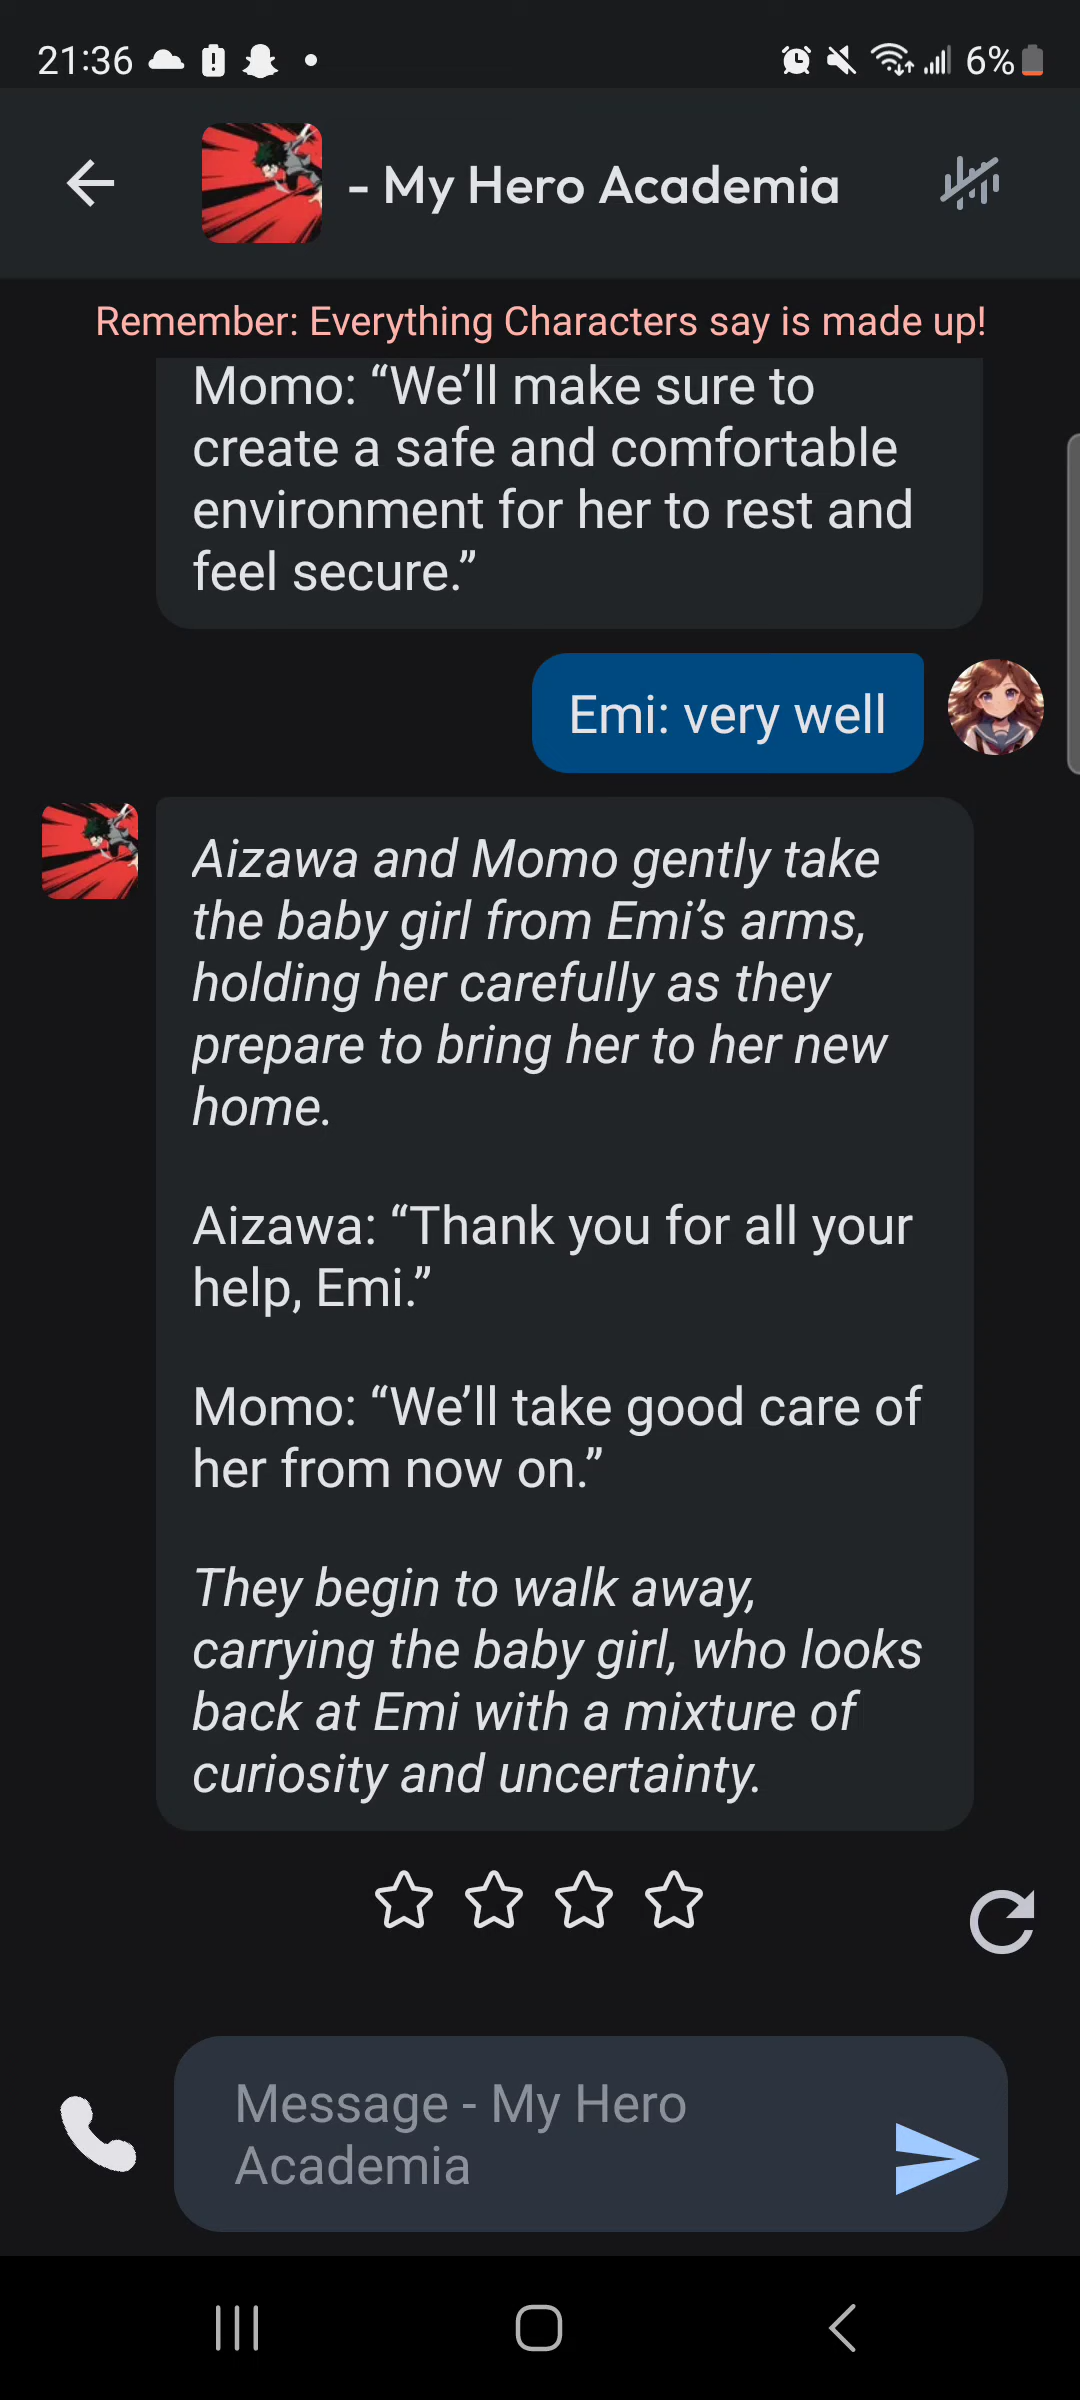 21:36
6%
- My Hero Academia
Remember: Everything Characters say is made up!
Momo: “We’ll make sure to
create a safe and comfortable
environment for her to rest and
feel secure.”
Emi: very well
Aizawa and Momo gently take
the baby girl from Emi’s arms,
holding her carefully as they
prepare to bring her to her new
home.
Aizawa: “Thank you for all your
help, Emi.”
Momo: “We’ll take good care of
her from now on.”
They begin to walk away,
carrying the baby girl, who looks
back at Emi with a mixture of
curiosity and uncertainty.
Message - My Hero
Academia